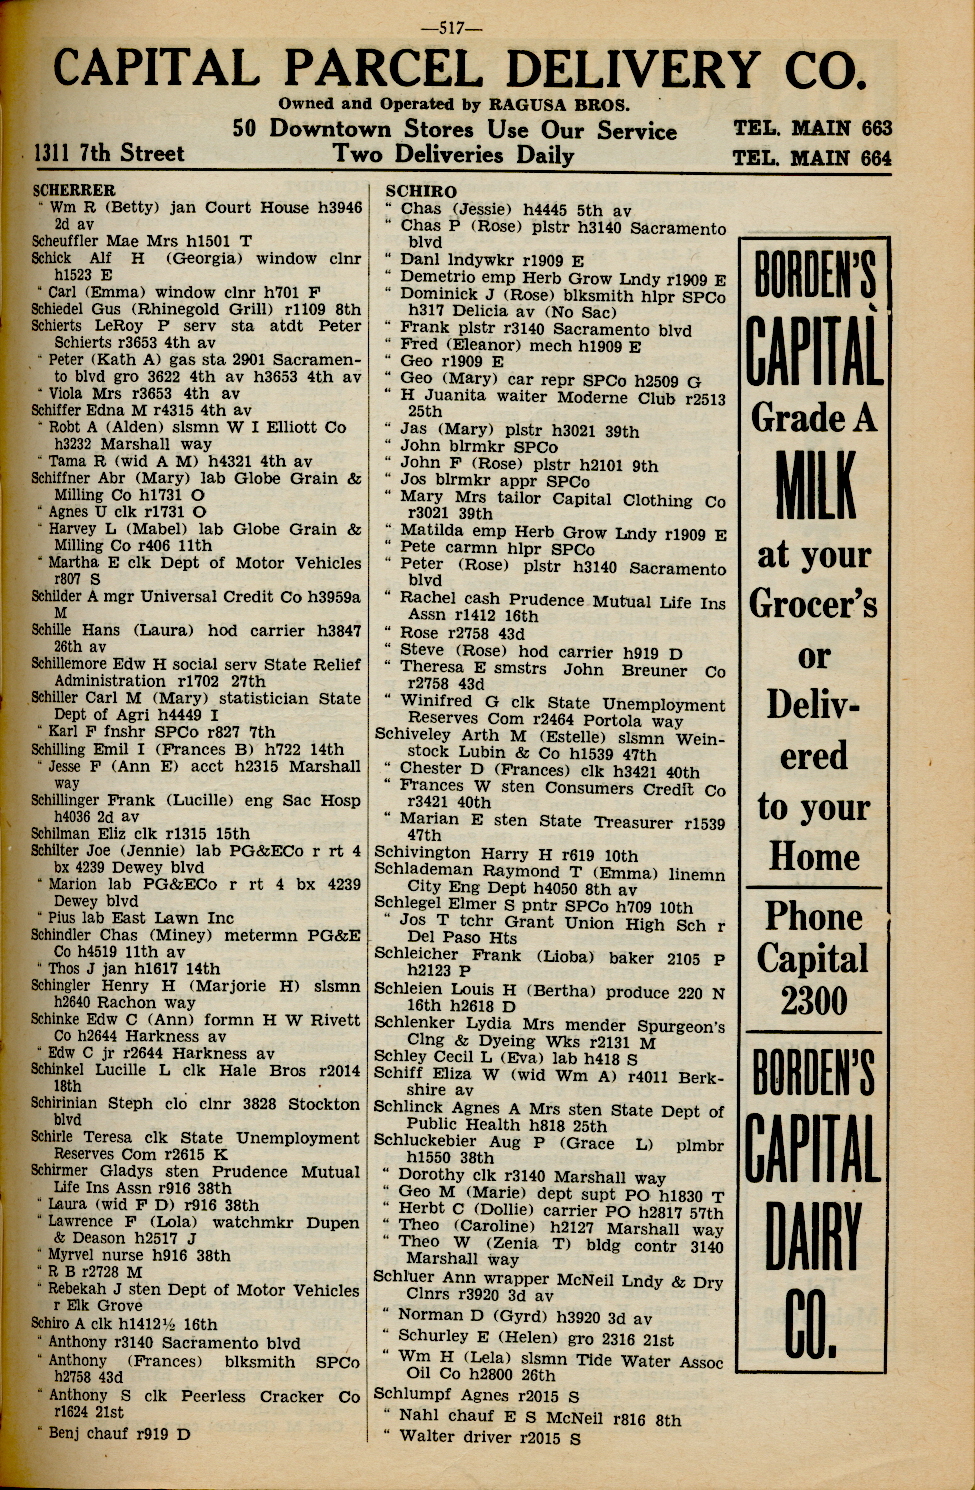 —517—
CAPITAL PARCEL DELIVERY CO.
Owned and Operated by RAGUSA BROS.
50 Downtown Stores Use Our Service
TEL. MAIN 663
1311 7th Street
Two Deliveries Daily
TEL. MAIN 664
SCHERRER
" Wm R (Betty) jan Court House h3946
2d av
Scheuffler Mae Mrs h1501 T
Schick Alf H (Georgia) window clnr
h1523 E
" Carl (Emma) window clnr h701 F
Schiedel Gus (Rhinegold Grill) r1109 8th
Schierts LeRoy P serv sta atdt Peter
Schierts r3653 4th av
" Peter (Kath A) gas sta 2901 Sacramen-
to blvd gro 3622 4th av h3653 4th av
" Viola Mrs r3653 4th av
Schiffer Edna M r4315 4th av
" Robt A (Alden) slsmn W I Elliott Co
h3232 Marshall way
" Tama R (wid A M) h4321 4th av
Schiffner Abr (Mary) lab Globe Grain &
Milling Co h1731 O
" Agnes U clk r1731 O
" Harvey L (Mabel) lab Globe Grain &
Milling Co r406 11th
" Martha E clk Dept of Motor Vehicles
r807 S
Schilder A mgr Universal Credit Co h3959a
M
Schille Hans (Laura) hod carrier h3847
26th av
Schillemore Edw H social serv State Relief
Administration r1702 27th
Schiller Carl M (Mary) statistician State
Dept of Agri h4449 I
" Karl F fnshr SPCo r827 7th
Schilling Emil I (Frances B) h722 14th
" Jesse F (Ann E) acct h2315 Marshall
way
Schillinger Frank (Lucille) eng Sac Hosp
h4036 2d av
Schilman Eliz clk r1315 15th
Schilter Joe (Jennie) lab PG&ECo r rt 4
bx 4239 Dewey blvd
" Marion lab PG&ECo r rt 4 bx 4239
Dewey blvd
" Pius lab East Lawn Inc
Schindler Chas (Miney) metermn PG&E
Co h4519 11th av
" Thos J jan h1617 14th
Schingler Henry H (Marjorie H) slsmn
h2640 Rachon way
Schinke Edw C (Ann) formn H W Rivett
Co h2644 Harkness av
" Edw C jr r2644 Harkness av
Schinkel Lucille L clk Hale Bros r2014
18th
Schirinian Steph clo clnr 3828 Stockton
blvd
Schirle Teresa clk State Unemployment
Reserves Com r2615 K
Schirmer Gladys sten Prudence Mutual
Life Ins Assn r916 38th
" Laura (wid F D) r916 38th
" Lawrence F (Lola) watchmkr Dupen
& Deason h2517 J
" Myrvel nurse h916 38th
" R B r2728 M
" Rebekah J sten Dept of Motor Vehicles
r Elk Grove
Schiro A clk h1412½ 16th
" Anthony r3140 Sacramento blvd
" Anthony (Frances) blksmith SPCo
h2758 43d
" Anthony S clk Peerless Cracker Co
r1624 21st
" Benj chauf r919 D
SCHIRO
" Chas (Jessie) h4445 5th av
" Chas P (Rose) plstr h3140 Sacramento
blvd
" Danl lndywkr r1909 E
" Demetrio emp Herb Grow Lndy r1909 E
" Dominick J (Rose) blksmith hlpr SPCo
h317 Delicia av (No Sac)
" Frank plstr r3140 Sacramento blvd
" Fred (Eleanor) mech h1909 E
" Geo r1909 E
" Geo (Mary) car repr SPCo h2509 G
" H Juanita waiter Moderne Club r2513
25th
" Jas (Mary) plstr h3021 39th
" John blrmkr SPCo
" John F (Rose) plstr h2101 9th
" Jos blrmkr appr SPCo
" Mary Mrs tailor Capital Clothing Co
r3021 39th
" Matilda emp Herb Grow Lndy r1909 E
" Pete carmn hlpr SPCo
" Peter (Rose) plstr h3140 Sacramento
blvd
" Rachel cash Prudence Mutual Life Ins
Assn r1412 16th
" Rose r2758 43d
" Steve (Rose) hod carrier h919 D
" Theresa E smstrs John Breuner Co
r2758 43d
" Winifred G clk State Unemployment
Reserves Com r2464 Portola way
Schiveley Arth M (Estelle) slsmn Wein-
stock Lubin & Co h1539 47th
" Chester D (Frances) clk h3421 40th
" Frances W sten Consumers Credit Co
r3421 40th
" Marian E sten State Treasurer r1539
47th
Schivington Harry H r619 10th
Schlademan Raymond T (Emma) linemn
City Eng Dept h4050 8th av
Schlegel Elmer S pntr SPCo h709 10th
" Jos T tchr Grant Union High Sch r
Del Paso Hts
Schleicher Frank (Lioba) baker 2105 P
h2123 P
Schleien Louis H (Bertha) produce 220 N
16th h2618 D
Schlenker Lydia Mrs mender Spurgeon's
Clng & Dyeing Wks r2131 M
Schley Cecil L (Eva) lab h418 S
Schiff Eliza W (wid Wm A) r4011 Berk-
shire av
Schlinck Agnes A Mrs sten State Dept of
Public Health h818 25th
Schluckebier Aug P (Grace L) plmbr
h1550 38th
" Dorothy clk r3140 Marshall way
" Geo M (Marie) dept supt PO h1830 T
" Herbt C (Dollie) carrier PO h2817 57th
" Theo (Caroline) h2127 Marshall way
" Theo W (Zenia T) bldg contr 3140
Marshall way
Schluer Ann wrapper McNeil Lndy & Dry
Clnrs r3920 3d av
" Norman D (Gyrd) h3920 3d av
" Schurley E (Helen) gro 2316 21st
" Wm H (Lela) slsmn Tide Water Assoc
Oil Co h2800 26th
Schlumpf Agnes r2015 S
" Nahl chauf E S McNeil r816 8th
" Walter driver r2015 S
BORDEN'S
CAPITAL
Grade A
MILK
at your
Grocer's
or
Deliv-
ered
to your
Home
Phone
Capital
2300
BORDEN'S
CAPITAL
DAIRY
CO.